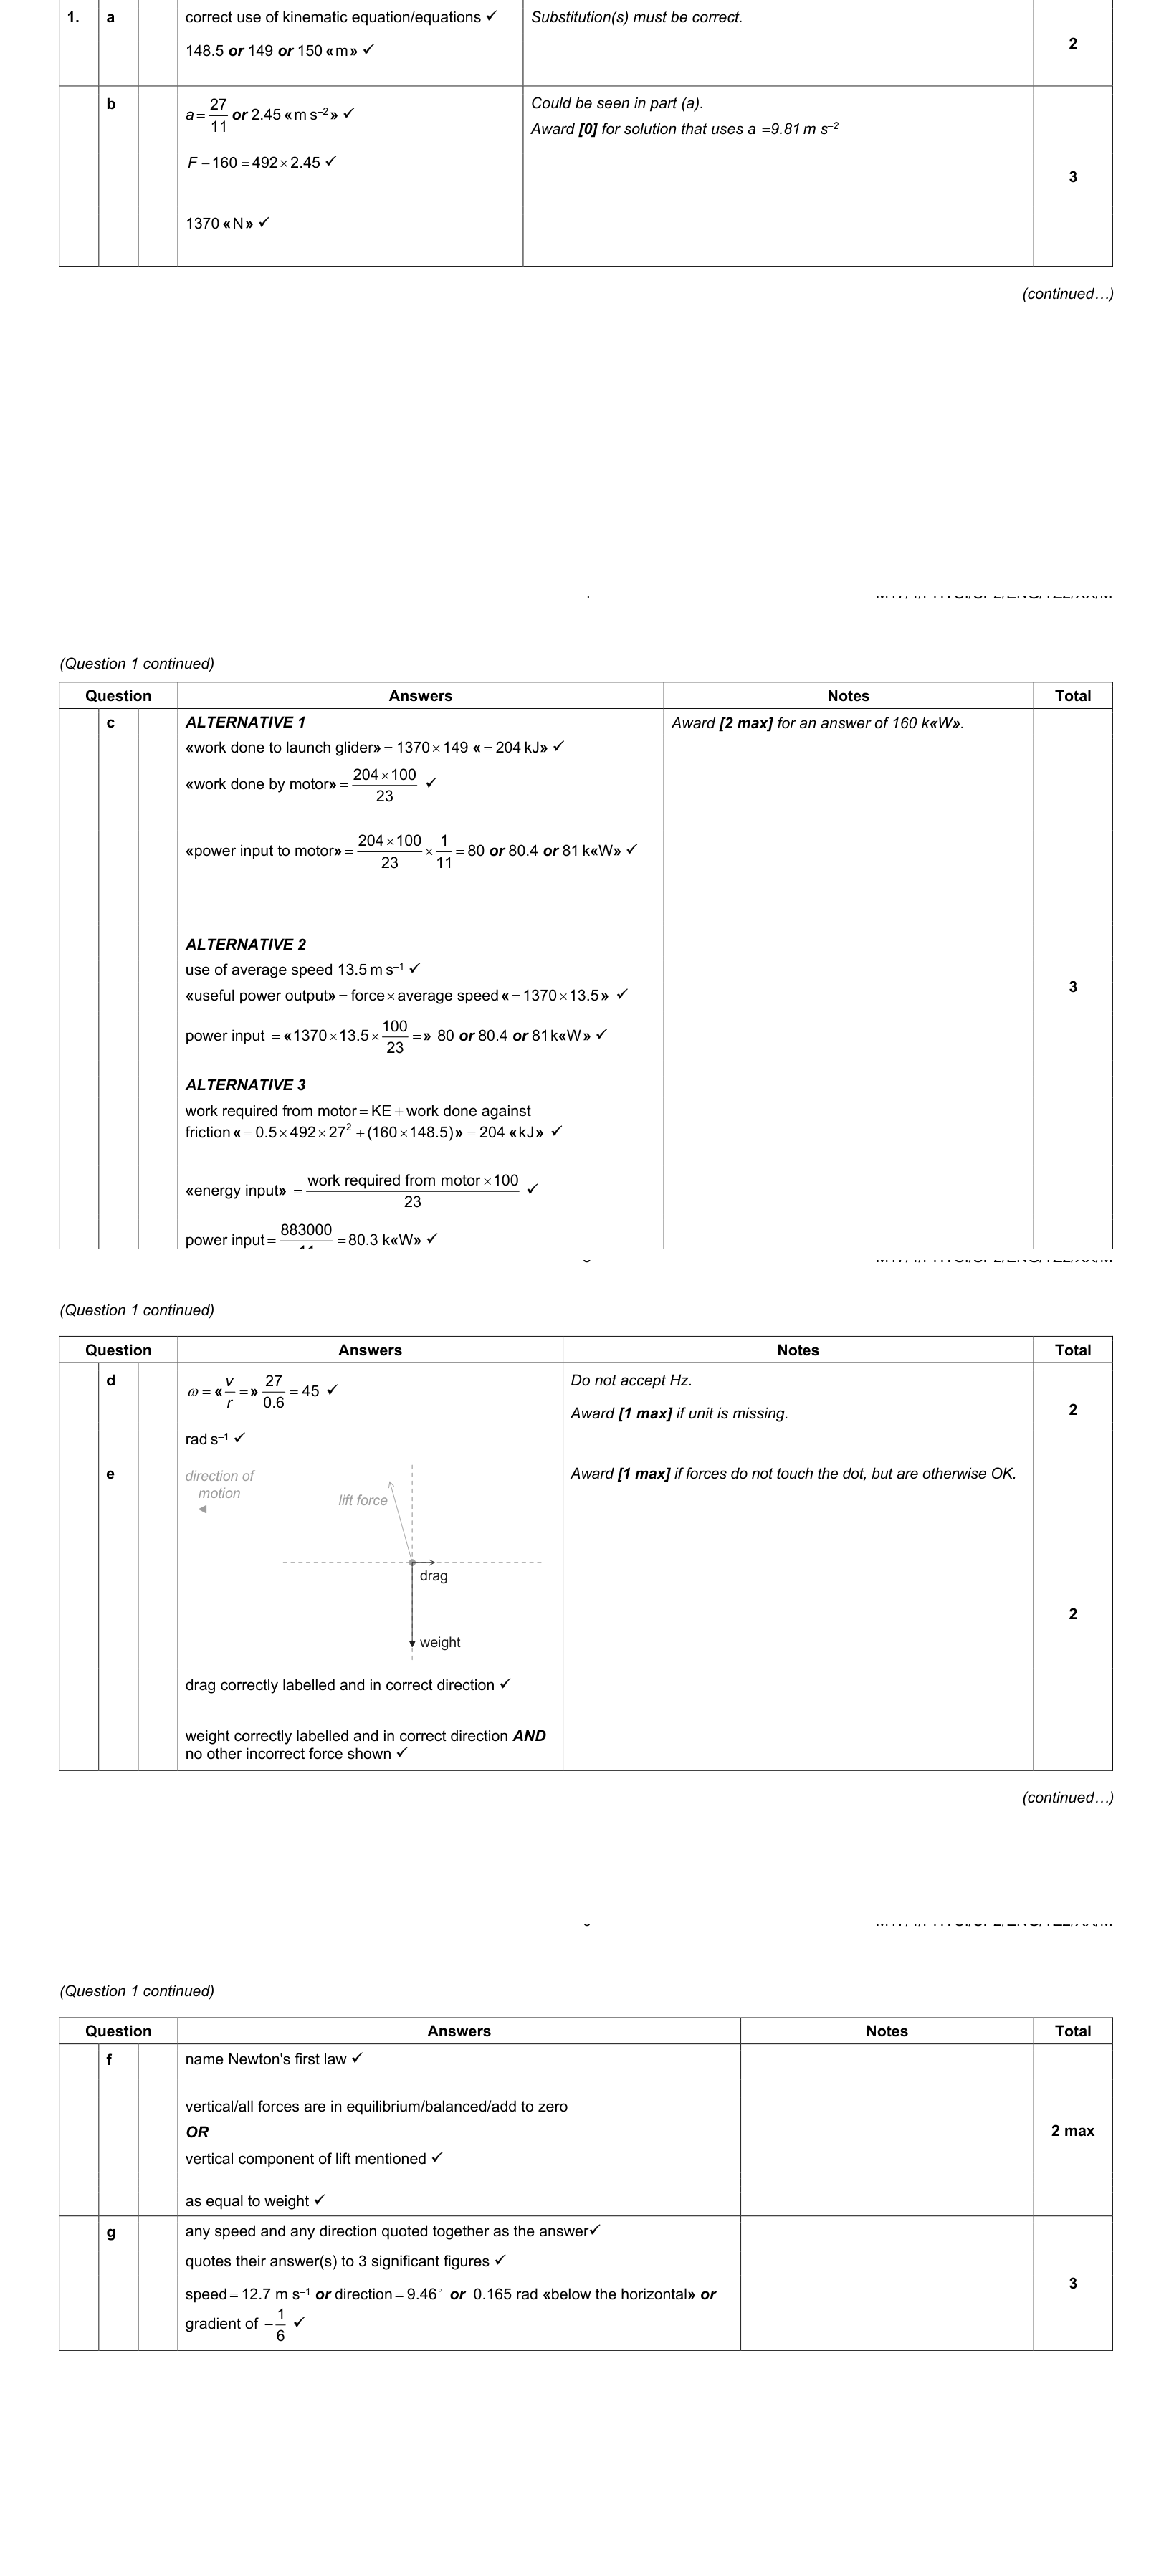 1. a correct use of kinematic equation/equations ✓ Substitution(s) must be correct.
148.5 or 149 or 150 «m» ✓
2
b a = 27/11 or 2.45 «m s⁻²» ✓ Could be seen in part (a).
Award [0] for solution that uses a =9.81 m s⁻²
F − 160 = 492 × 2.45 ✓
3
1370 «N» ✓
(continued…)
(Question 1 continued)
Question Answers Notes Total
c ALTERNATIVE 1 Award [2 max] for an answer of 160 k«W».
«work done to launch glider» = 1370 × 149 « = 204 kJ» ✓
«work done by motor» = (204 × 100)/23 ✓
«power input to motor» = (204 × 100)/23 × 1/11 = 80 or 80.4 or 81 k«W» ✓
ALTERNATIVE 2
use of average speed 13.5 m s⁻¹ ✓
3
«useful power output» = force × average speed « = 1370 × 13.5» ✓
power input = «1370 × 13.5 × 100/23 =» 80 or 80.4 or 81 k«W» ✓
ALTERNATIVE 3
work required from motor = KE + work done against
friction « = 0.5 × 492 × 27² + (160 × 148.5)» = 204 «kJ» ✓
«energy input» = (work required from motor × 100)/23 ✓
power input = 883000/11 = 80.3 k«W» ✓
(Question 1 continued)
Question Answers Notes Total
d ω = «v/r =» 27/0.6 = 45 ✓ Do not accept Hz.
Award [1 max] if unit is missing.
2
rad s⁻¹ ✓
e direction of Award [1 max] if forces do not touch the dot, but are otherwise OK.
motion
lift force
drag
2
weight
drag correctly labelled and in correct direction ✓
weight correctly labelled and in correct direction AND
no other incorrect force shown ✓
(continued…)
(Question 1 continued)
Question Answers Notes Total
f name Newton's first law ✓
vertical/all forces are in equilibrium/balanced/add to zero
OR
2 max
vertical component of lift mentioned ✓
as equal to weight ✓
g any speed and any direction quoted together as the answer✓
quotes their answer(s) to 3 significant figures ✓
3
speed = 12.7 m s⁻¹ or direction = 9.46° or 0.165 rad «below the horizontal» or
gradient of −1/6 ✓